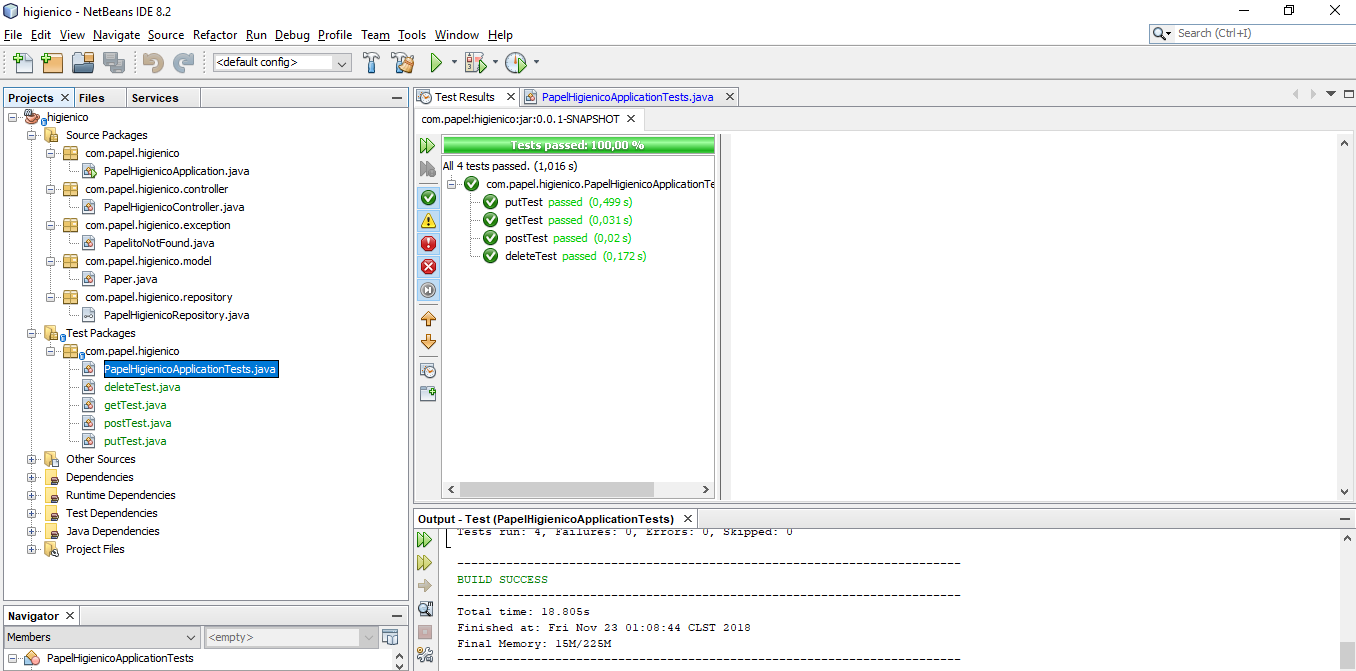 higienico - NetBeans IDE 8.2
File Edit View Navigate Source Refactor Run Debug Profile Team Tools Window Help
Search (Ctrl+I)
<default config>
Projects Files Services
higienico
Source Packages
com.papel.higienico
PapelHigienicoApplication.java
com.papel.higienico.controller
PapelHigienicoController.java
com.papel.higienico.exception
PapelitoNotFound.java
com.papel.higienico.model
Paper.java
com.papel.higienico.repository
PapelHigienicoRepository.java
Test Packages
com.papel.higienico
PapelHigienicoApplicationTests.java
deleteTest.java
getTest.java
postTest.java
putTest.java
Other Sources
Dependencies
Runtime Dependencies
Test Dependencies
Java Dependencies
Project Files
Navigator
Members <empty>
PapelHigienicoApplicationTests
Test Results PapelHigienicoApplicationTests.java
com.papel:higienico:jar:0.0.1-SNAPSHOT
Tests passed: 100,00 %
All 4 tests passed. (1,016 s)
com.papel.higienico.PapelHigienicoApplicationTe
putTest passed (0,499 s)
getTest passed (0,031 s)
postTest passed (0,02 s)
deleteTest passed (0,172 s)
Output - Test (PapelHigienicoApplicationTests)
Tests run: 4, Failures: 0, Errors: 0, Skipped: 0
------------------------------------------------------------------------
BUILD SUCCESS
------------------------------------------------------------------------
Total time: 18.805s
Finished at: Fri Nov 23 01:08:44 CLST 2018
Final Memory: 15M/225M
------------------------------------------------------------------------